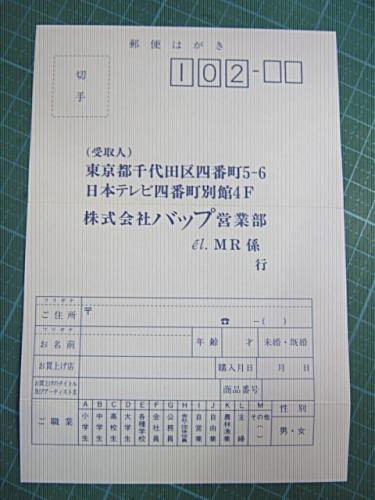 郵便はがき
切手
102-
(受取人)
東京都千代田区四番町5-6
日本テレビ四番町別館4F
株式会社バップ営業部
el. MR係
行
フリガナ
ご住所 〒 ☎ -( )
フリガナ
お名前 年齢 才 未婚・既婚
お買上げ店 購入月日 月 日
お買上げのタイトル
及びアーティスト名 商品番号
ご職業
A 小学生
B 中学生
C 高校生
D 大学生
E 各種学校
F 会社員
G 公務員
H 会社・団体役員
I 自営業
J 自由業
K 農林漁業
L 主婦
M その他( )
性別
男・女